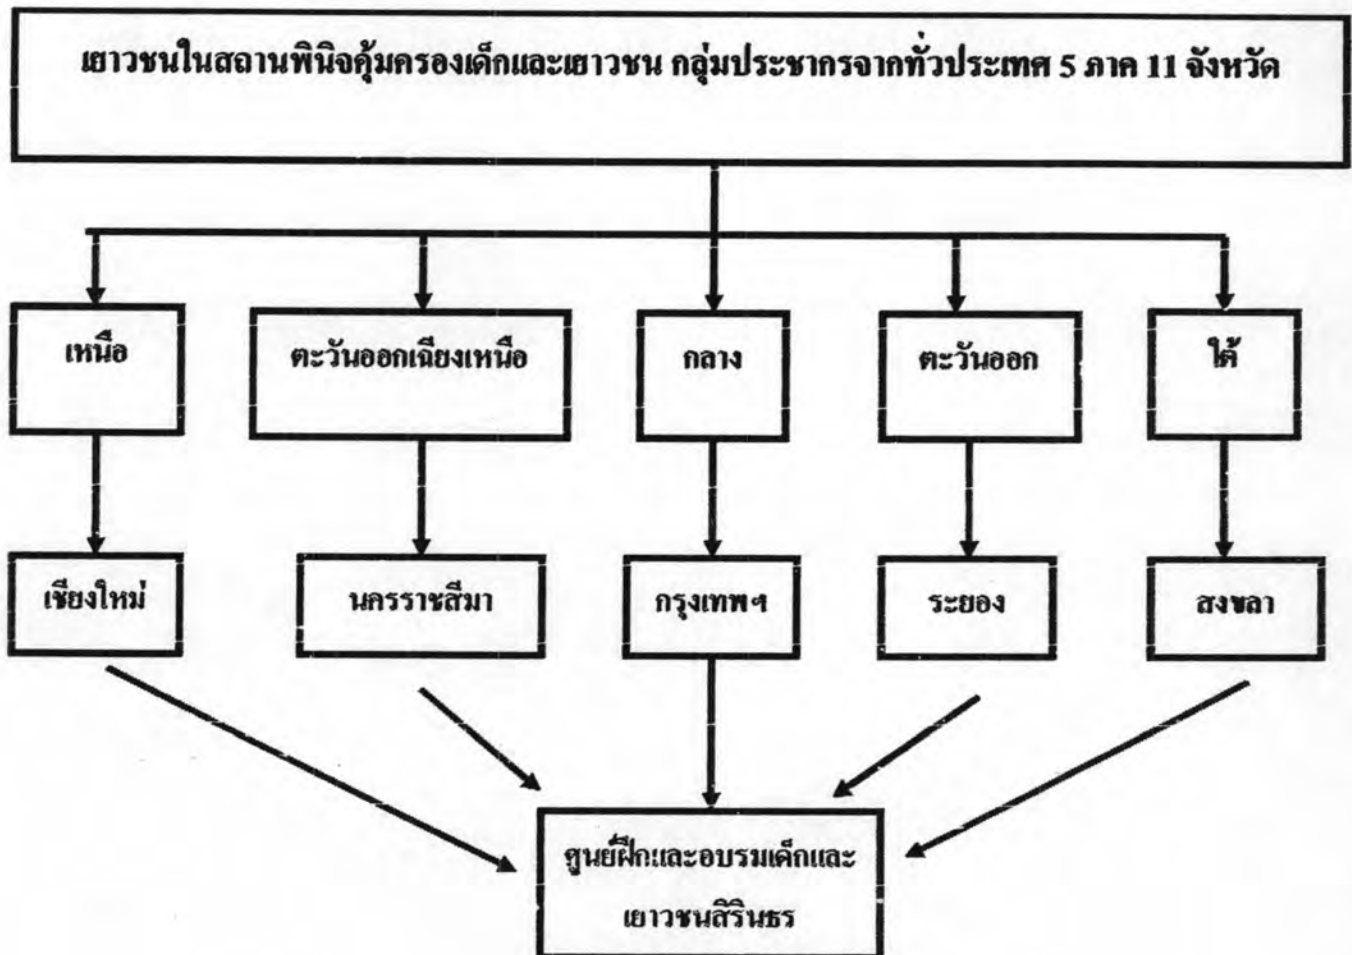 เยาวชนในสถานพินิจคุ้มครองเด็กและเยาวชน กลุ่มประชากรจากทั่วประเทศ 5 ภาค 11 จังหวัด
เหนือ
ตะวันออกเฉียงเหนือ
กลาง
ตะวันออก
ใต้
เชียงใหม่
นครราชสีมา
กรุงเทพฯ
ระยอง
สงขลา
ศูนย์ฝึกและอบรมเด็กและ
เยาวชนสิรินธร